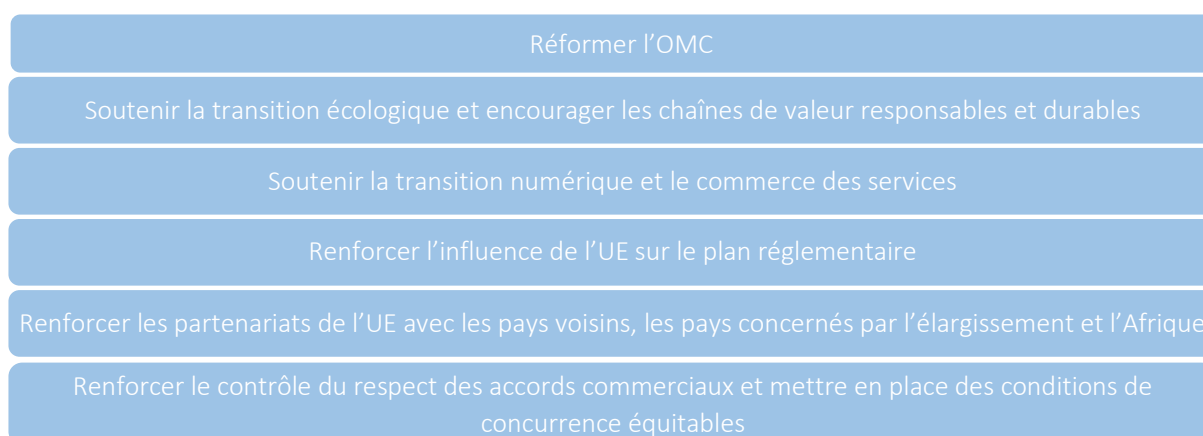 Réformer l’OMC
Soutenir la transition écologique et encourager les chaînes de valeur responsables et durables
Soutenir la transition numérique et le commerce des services
Renforcer l’influence de l’UE sur le plan réglementaire
Renforcer les partenariats de l’UE avec les pays voisins, les pays concernés par l’élargissement et l’Afrique
Renforcer le contrôle du respect des accords commerciaux et mettre en place des conditions de
concurrence équitables